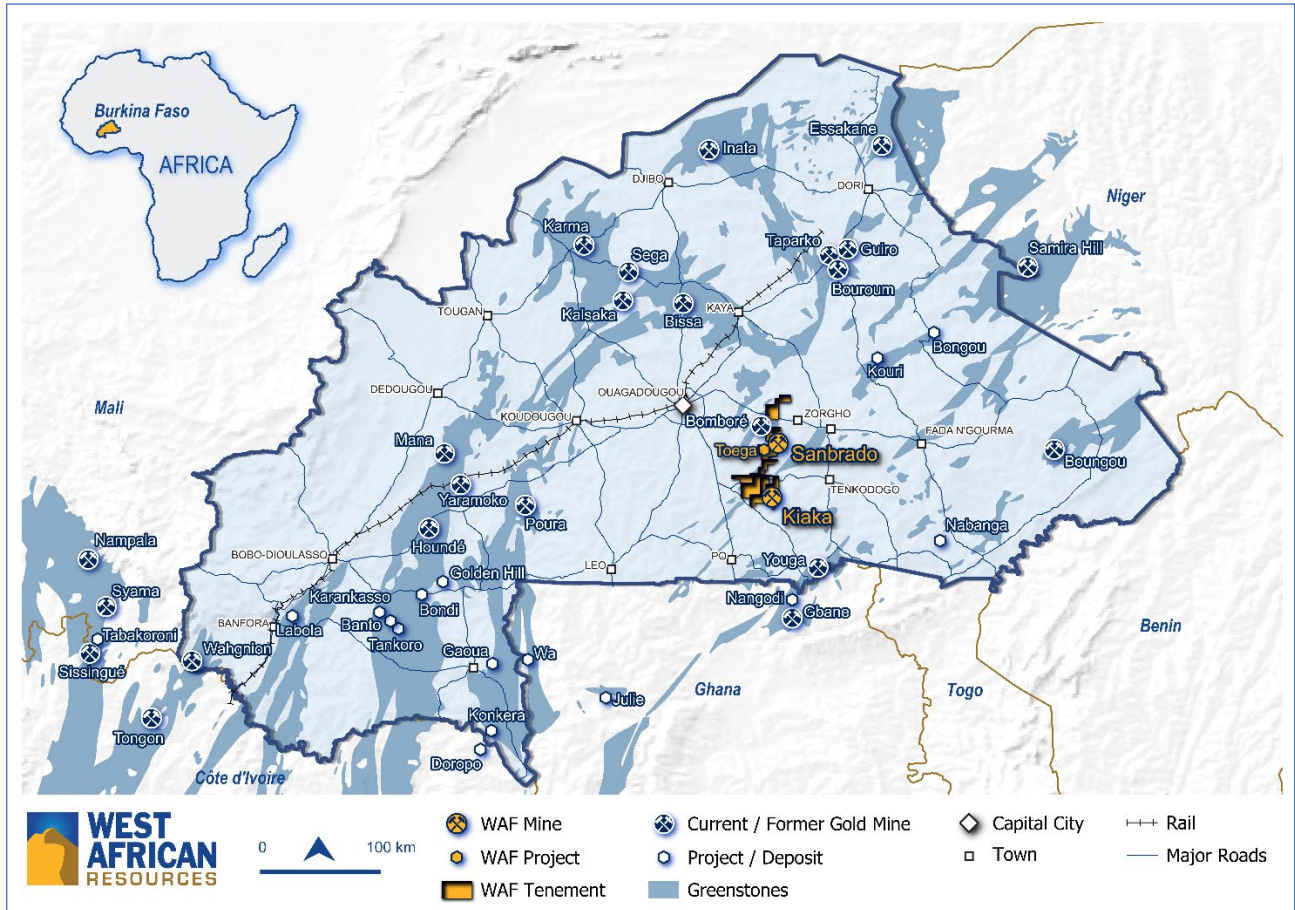 Burkina Faso
AFRICA
Essakane
Inata
DJIBO
DORI
Niger
Karma
Taparko
Guiro
Samira Hill
Sega
Bouroum
Kalsaka
Bissa
KAYA
TOUGAN
Bongou
Kouri
DEDOUGOU
OUAGADOUGOU
Mali
KOUDOUGOU
Bomboré
ZORGHO
FADA N'GOURMA
Mana
Toega
Sanbrado
Boungou
Yaramoko
TENKODOGO
Poura
Kiaka
Houndé
Nabanga
Nampala
BOBO-DIOULASSO
PO
Youga
LEO
Golden Hill
Syama
Karankasso
Bondi
Nangodi
Gbane
BANFORA
Labola
Banto
Tankoro
Benin
Tabakoroni
Wahgnion
Gaoua
Wa
Sissingué
Ghana
Togo
Julie
Tongon
Konkera
Doropo
Côte d'Ivoire
WEST
AFRICAN
RESOURCES
0 100 km
WAF Mine
WAF Project
WAF Tenement
Current / Former Gold Mine
Project / Deposit
Greenstones
Capital City
Town
Rail
Major Roads